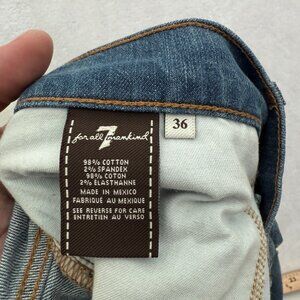 7
for all mankind
36
98% COTTON
2% SPANDEX
98% COTON
2% ELASTHANNE
MADE IN MEXICO
FABRIQUÉ AU MEXIQUE
SEE REVERSE FOR CARE
ENTRETIEN AU VERSO